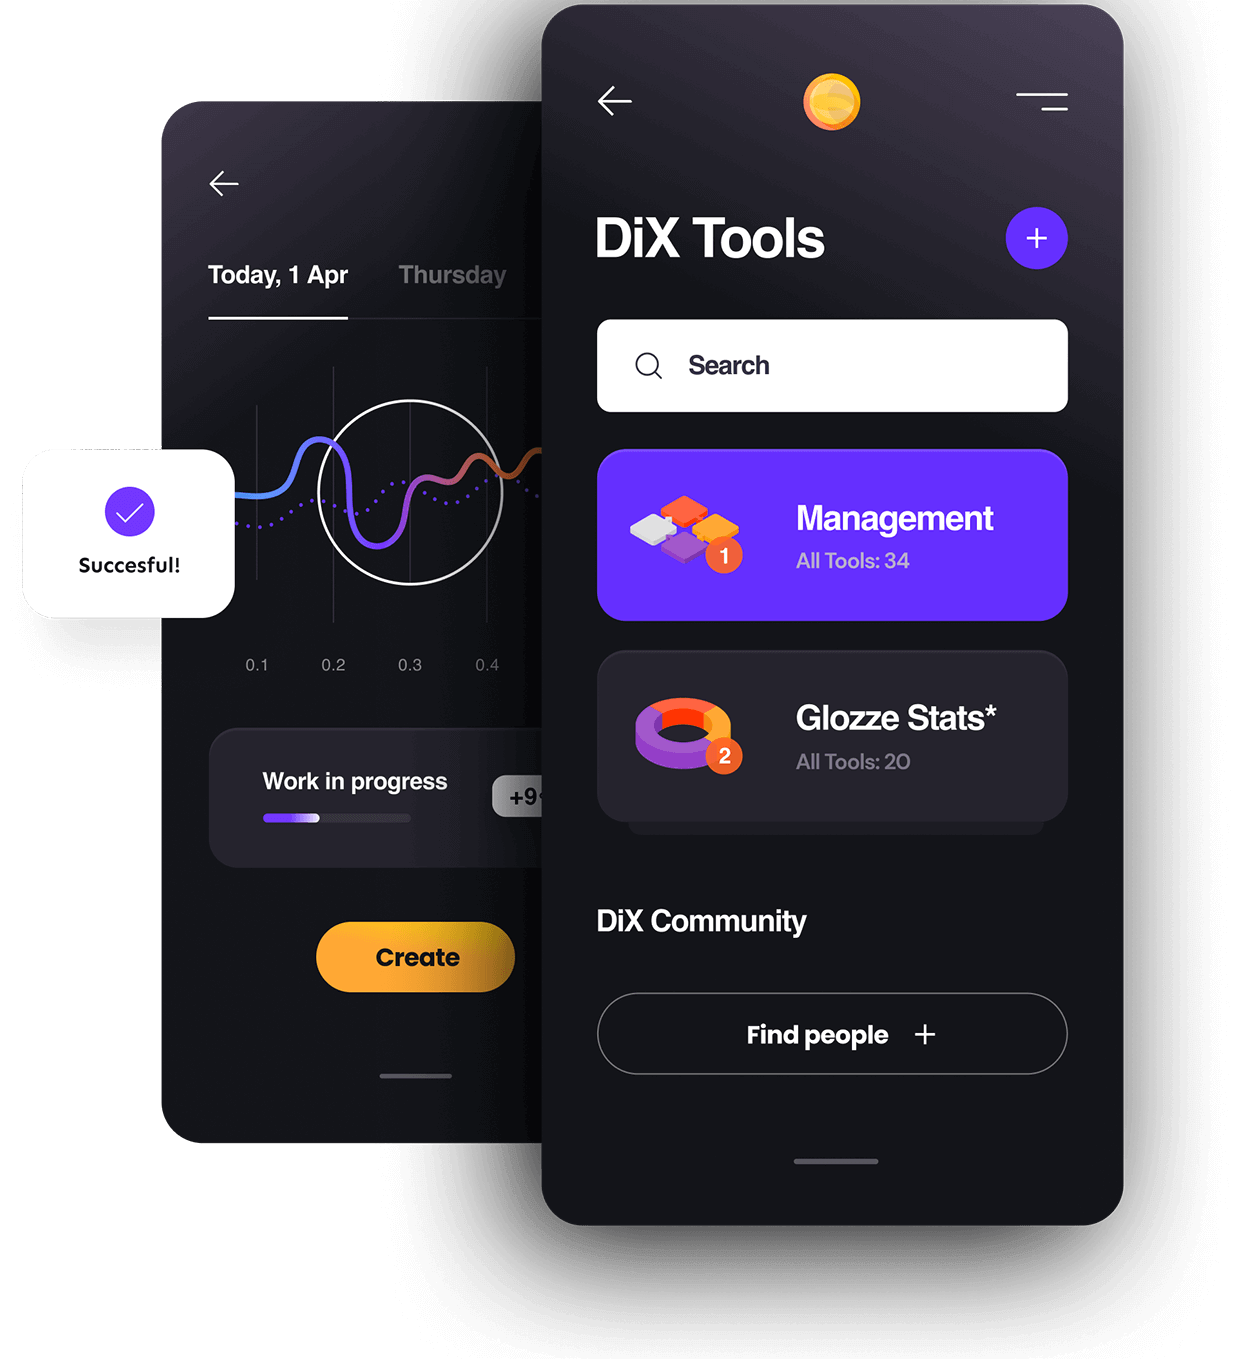 Today, 1 Apr
Thursday
Succesful!
0.1
0.2
0.3
0.4
Work in progress
+9
Create
DiX Tools
+
Search
Management
All Tools: 34
1
Glozze Stats*
All Tools: 20
2
DiX Community
Find people +